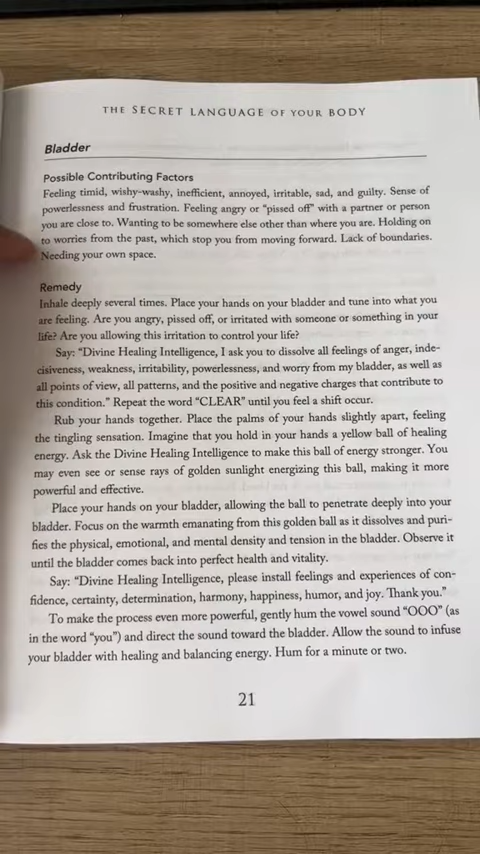 THE SECRET LANGUAGE OF YOUR BODY
Bladder
Possible Contributing Factors
Feeling timid, wishy-washy, inefficient, annoyed, irritable, sad, and guilty. Sense of
powerlessness and frustration. Feeling angry or “pissed off” with a partner or person
you are close to. Wanting to be somewhere else other than where you are. Holding on
to worries from the past, which stop you from moving forward. Lack of boundaries.
Needing your own space.
Remedy
Inhale deeply several times. Place your hands on your bladder and tune into what you
are feeling. Are you angry, pissed off, or irritated with someone or something in your
life? Are you allowing this irritation to control your life?
Say: “Divine Healing Intelligence, I ask you to dissolve all feelings of anger, inde-
cisiveness, weakness, irritability, powerlessness, and worry from my bladder, as well as
all points of view, all patterns, and the positive and negative charges that contribute to
this condition.” Repeat the word “CLEAR” until you feel a shift occur.
Rub your hands together. Place the palms of your hands slightly apart, feeling
the tingling sensation. Imagine that you hold in your hands a yellow ball of healing
energy. Ask the Divine Healing Intelligence to make this ball of energy stronger. You
may even see or sense rays of golden sunlight energizing this ball, making it more
powerful and effective.
Place your hands on your bladder, allowing the ball to penetrate deeply into your
bladder. Focus on the warmth emanating from this golden ball as it dissolves and puri-
fies the physical, emotional, and mental density and tension in the bladder. Observe it
until the bladder comes back into perfect health and vitality.
Say: “Divine Healing Intelligence, please install feelings and experiences of con-
fidence, certainty, determination, harmony, happiness, humor, and joy. Thank you.”
To make the process even more powerful, gently hum the vowel sound “OOO” (as
in the word “you”) and direct the sound toward the bladder. Allow the sound to infuse
your bladder with healing and balancing energy. Hum for a minute or two.
21